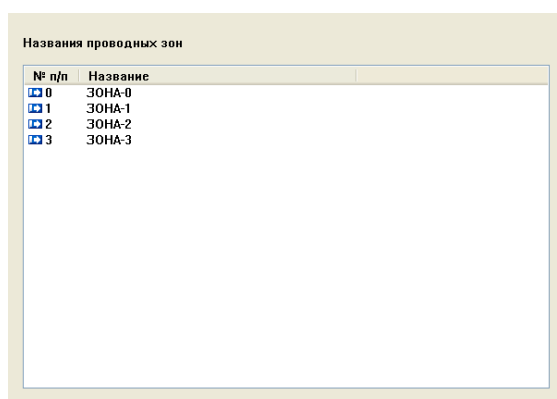 Названия проводных зон
№ п/п Название
0 ЗОНА-0
1 ЗОНА-1
2 ЗОНА-2
3 ЗОНА-3